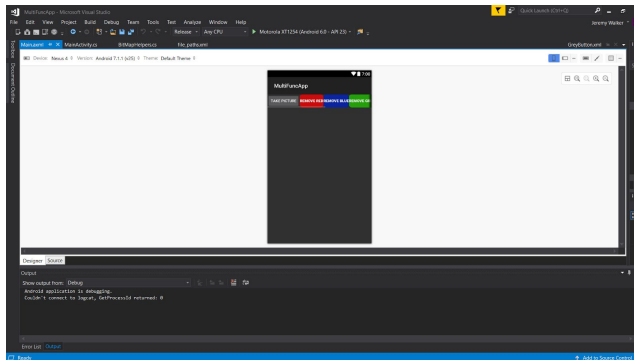 MultiFuncApp - Microsoft Visual Studio
Quick Launch (Ctrl+Q)
File Edit View Project Build Debug Team Tools Test Analyze Window Help
Jeremy Walker
Release Any CPU Motorola XT1254 (Android 6.0 - API 23)
Main.axml MainActivity.cs BitMapHelpers.cs file_paths.xml GreyButton.xml
Toolbox
Document Outline
Device: Nexus 4 Version: Android 7.1.1 (v25) Theme: Default Theme
7:00
MultiFuncApp
TAKE PICTURE REMOVE RED REMOVE BLUE REMOVE GR
Designer Source
Output
Show output from: Debug
Android application is debugging.
Couldn't connect to logcat, GetProcessId returned: 0
Error List Output
Ready
Add to Source Control